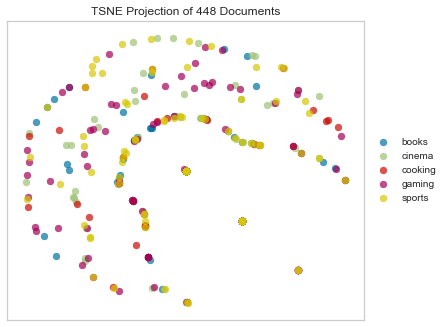 TSNE Projection of 448 Documents
books
cinema
cooking
gaming
sports